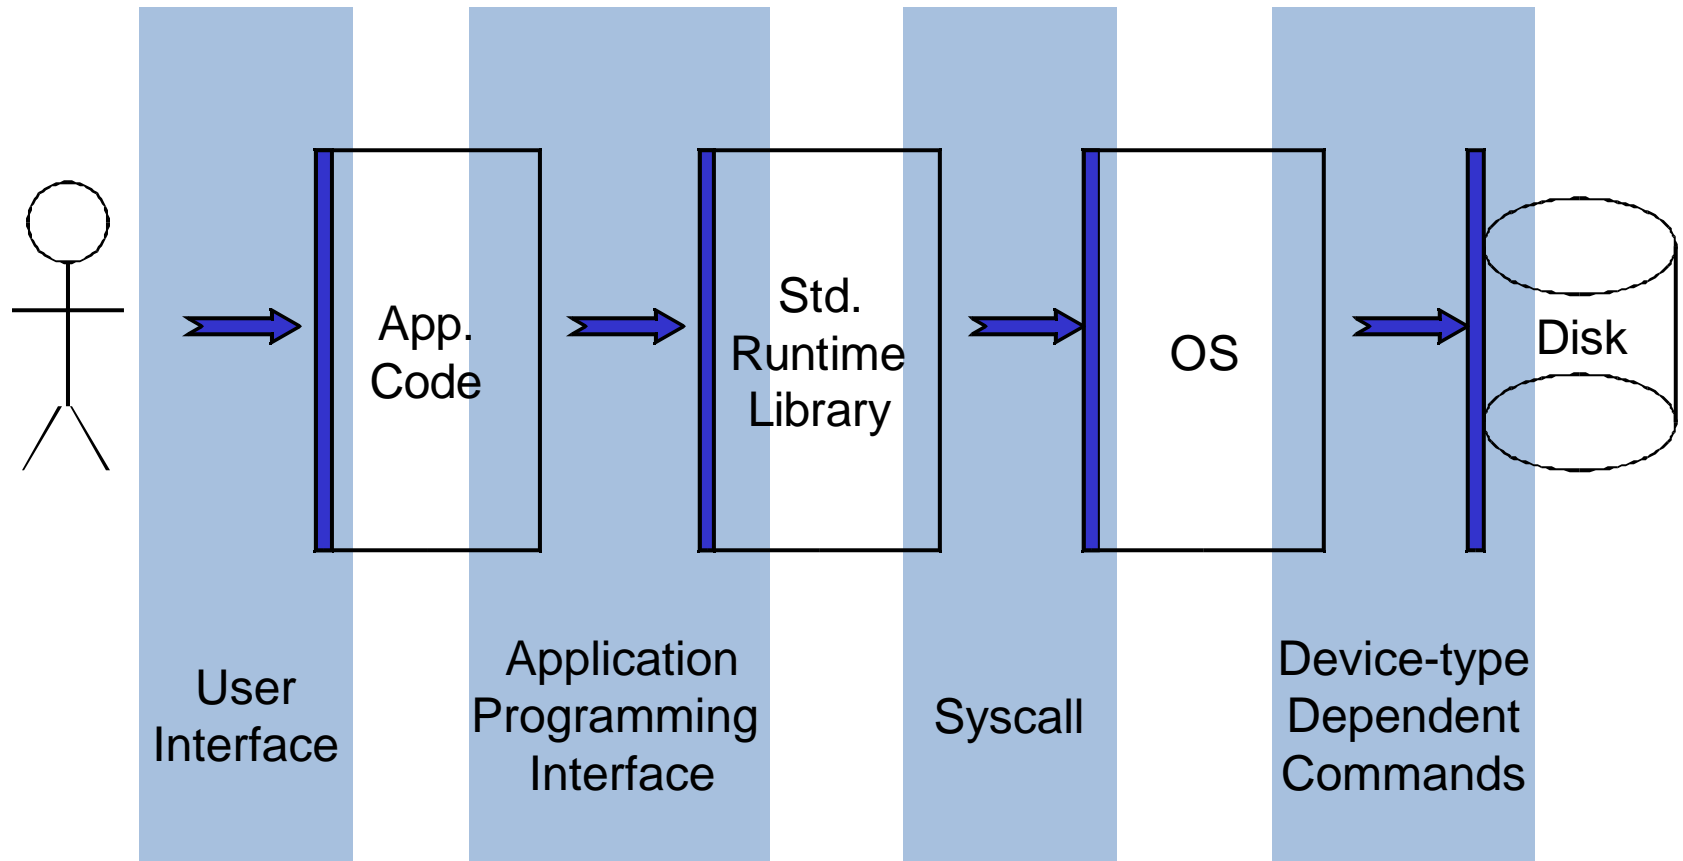 App.
Code
Std.
Runtime
Library
OS
Disk
User
Interface
Application
Programming
Interface
Syscall
Device-type
Dependent
Commands